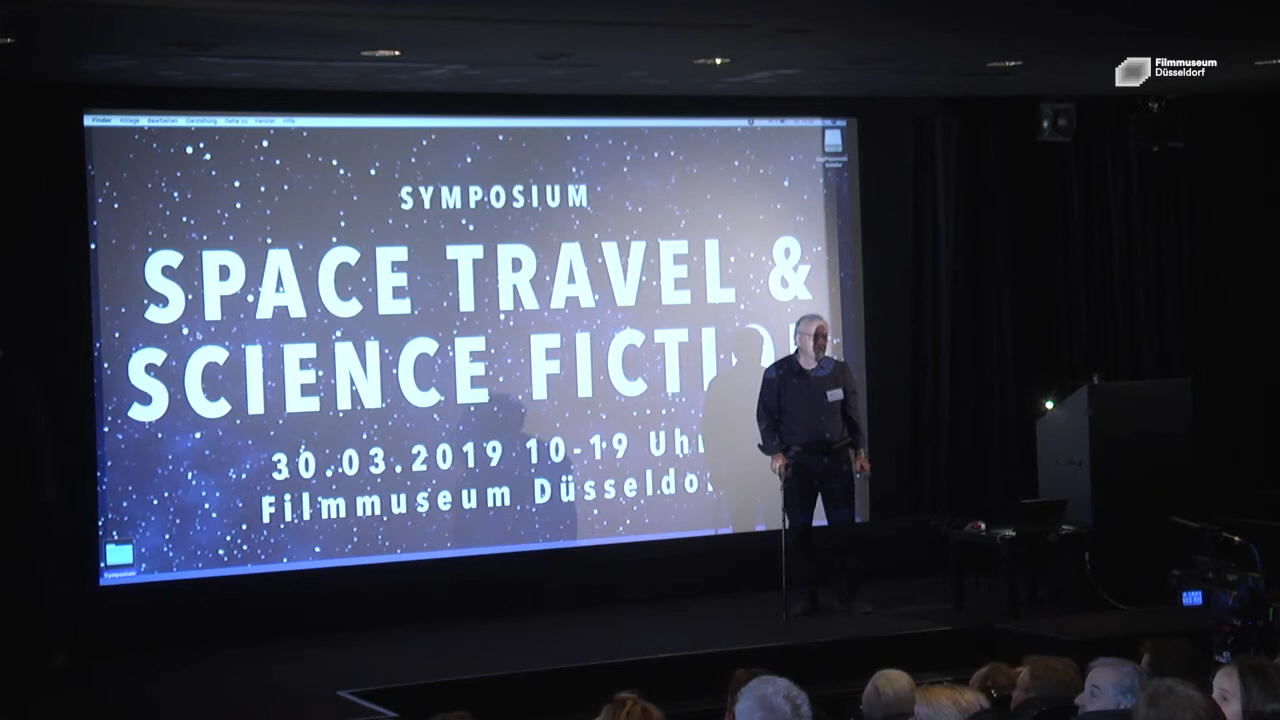 Filmmuseum
Düsseldorf
Finder Ablage Bearbeiten Darstellung Gehe zu Fenster Hilfe
SYMPOSIUM
SPACE TRAVEL &
SCIENCE FICTI
30.03.2019 10-19 Uhr
Filmmuseum Düsseldo
Symposium